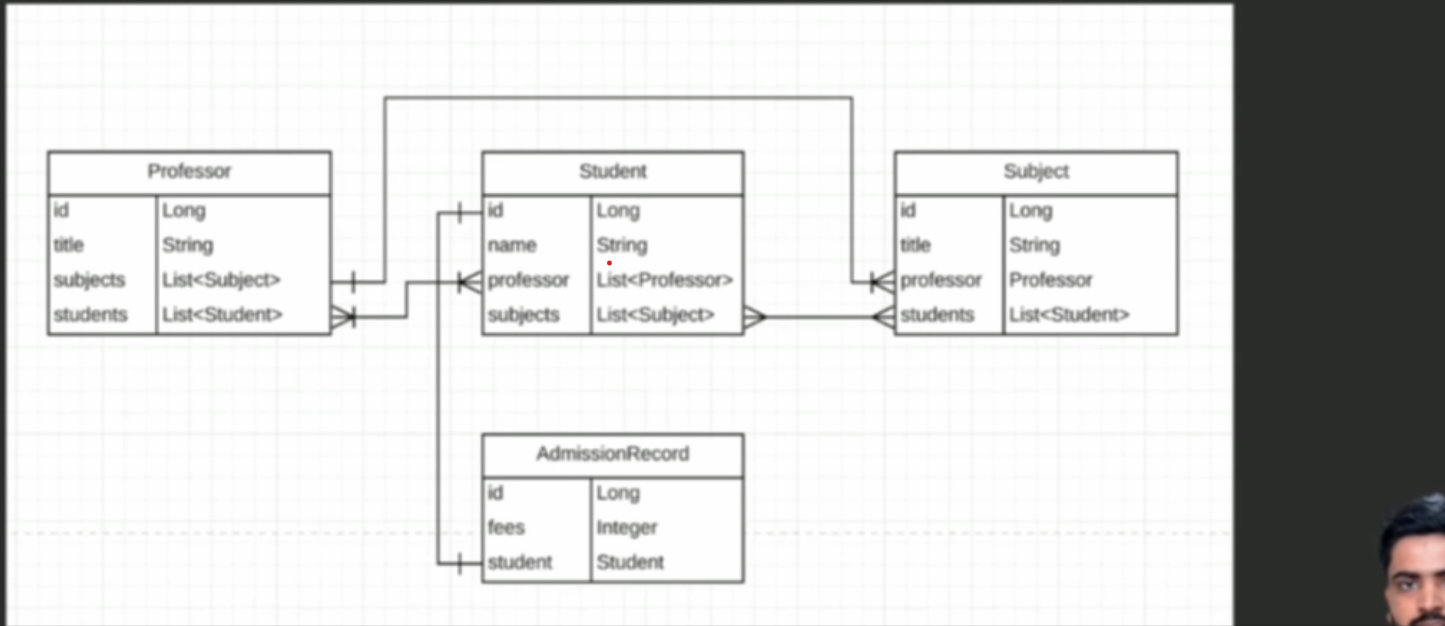 Professor
id Long
title String
subjects List<Subject>
students List<Student>
Student
id Long
name String
professor List<Professor>
subjects List<Subject>
Subject
id Long
title String
professor Professor
students List<Student>
AdmissionRecord
id Long
fees Integer
student Student